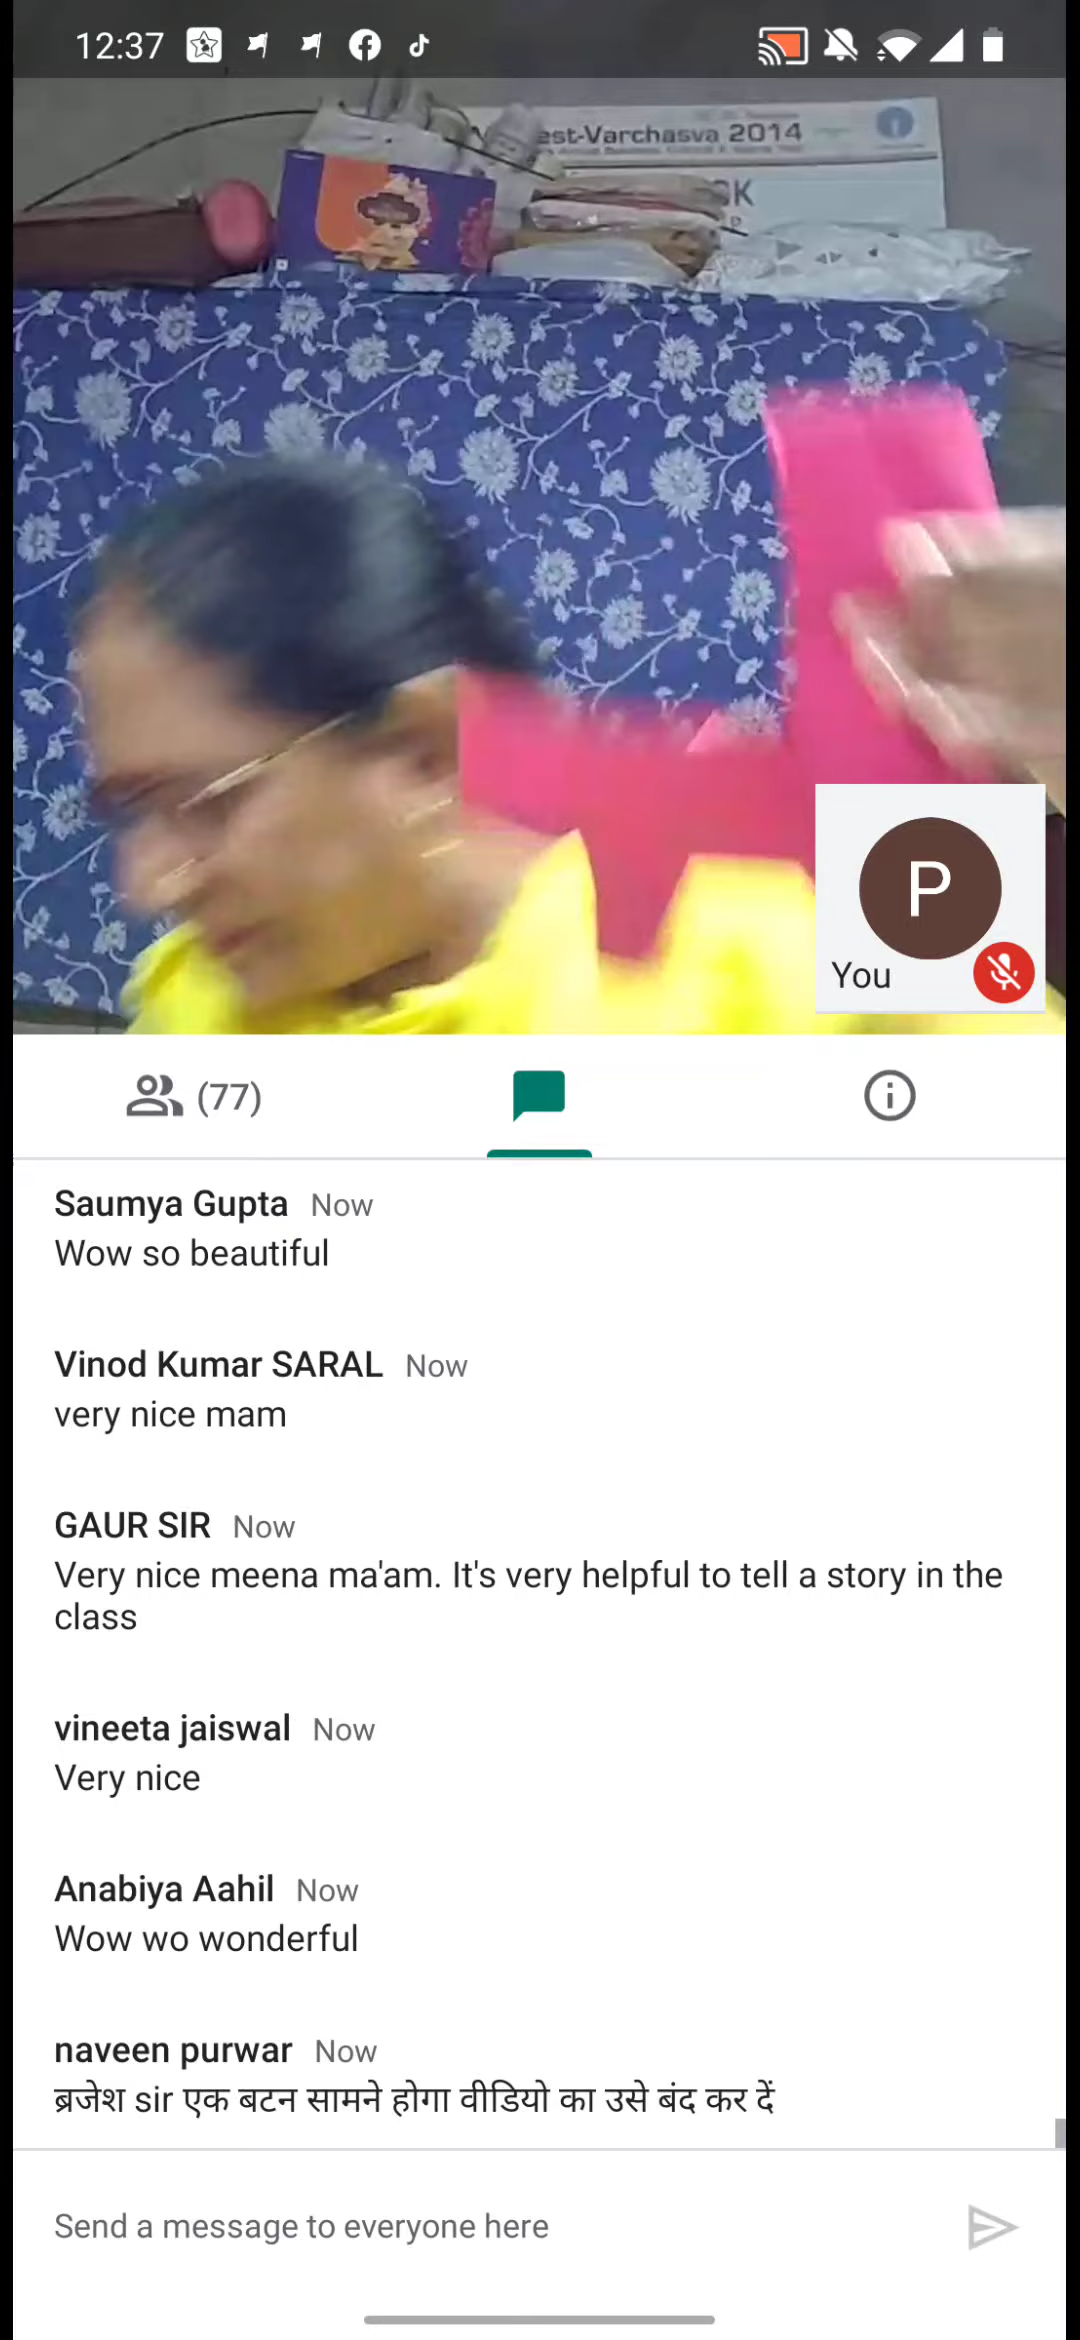 12:37
est-Varchasva 2014
SK
P
You
(77)
Saumya Gupta Now
Wow so beautiful
Vinod Kumar SARAL Now
very nice mam
GAUR SIR Now
Very nice meena ma'am. It's very helpful to tell a story in the
class
vineeta jaiswal Now
Very nice
Anabiya Aahil Now
Wow wo wonderful
naveen purwar Now
ब्रजेश sir एक बटन सामने होगा वीडियो का उसे बंद कर दें
Send a message to everyone here